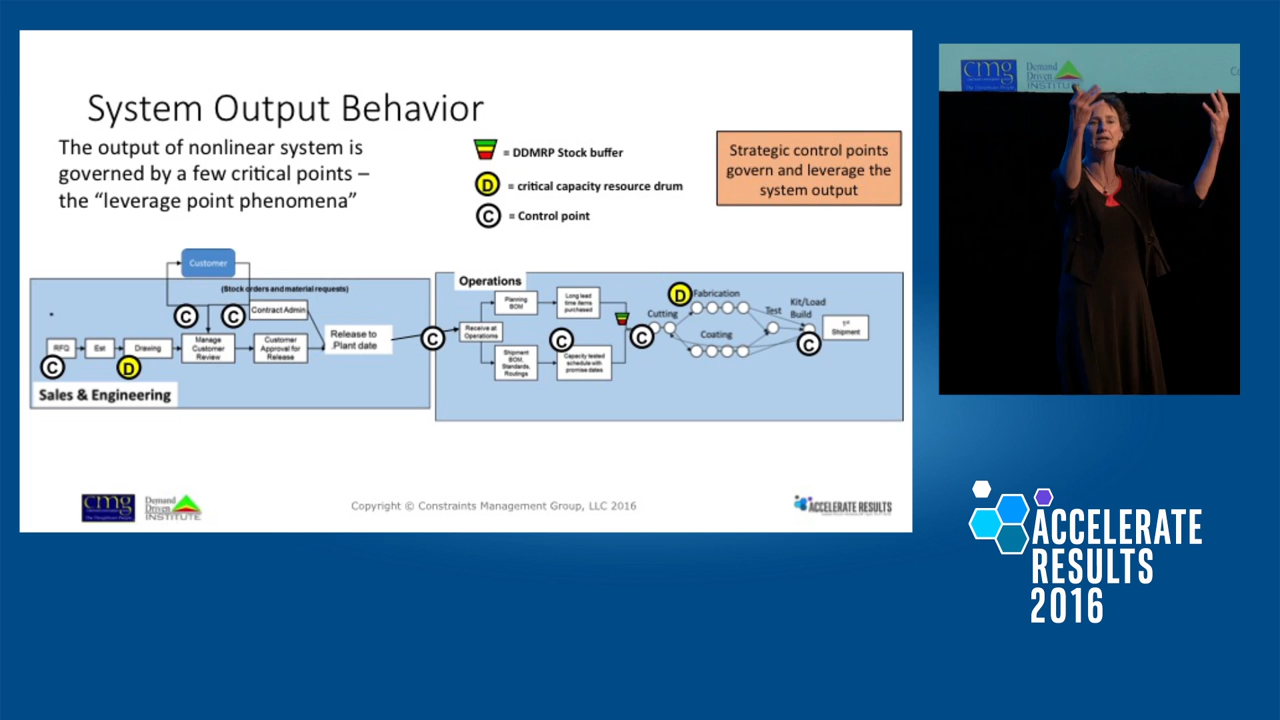 System Output Behavior
The output of nonlinear system is
governed by a few critical points –
the “leverage point phenomena”
= DDMRP Stock buffer
D = critical capacity resource drum
C = Control point
Strategic control points
govern and leverage the
system output
Customer
(Stock orders and material requests)
C
C
Contract Admin
RFQ
Est
Drawing
Manage
Customer
Review
Customer
Approval for
Release
Release to
Plant date
C
D
Sales & Engineering
C
Operations
Receive at
Operations
Planning
BOM
Long lead
time items
purchased
Shipment
BOM,
Standards,
Routings
C
Capacity tested
schedule with
promise dates
C
Cutting
D
Fabrication
Coating
Test
Kit/Load
Build
C
1st
Shipment
cmg
Demand
Driven
INSTITUTE
Copyright © Constraints Management Group, LLC 2016
ACCELERATE RESULTS
cmg
Demand
Driven
INSTITUTE
ACCELERATE
RESULTS
2016